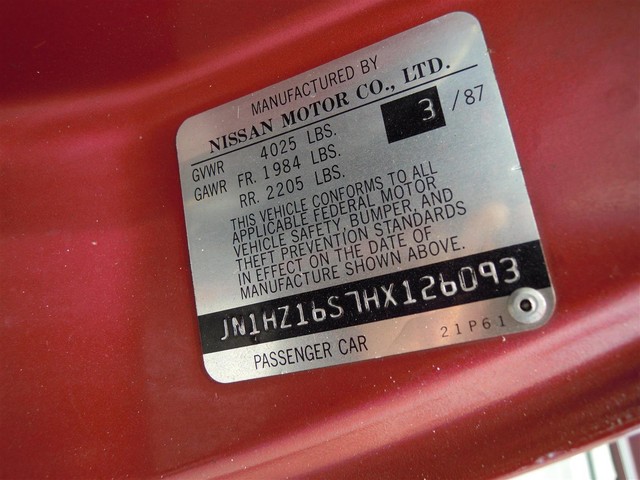 MANUFACTURED BY
NISSAN MOTOR CO., LTD.
GVWR 4025 LBS. 3 / 87
GAWR FR. 1984 LBS.
RR. 2205 LBS.
THIS VEHICLE CONFORMS TO ALL
APPLICABLE FEDERAL MOTOR
VEHICLE SAFETY, BUMPER, AND
THEFT PREVENTION STANDARDS
IN EFFECT ON THE DATE OF
MANUFACTURE SHOWN ABOVE.
JN1HZ16S7HX126093
PASSENGER CAR 21P61